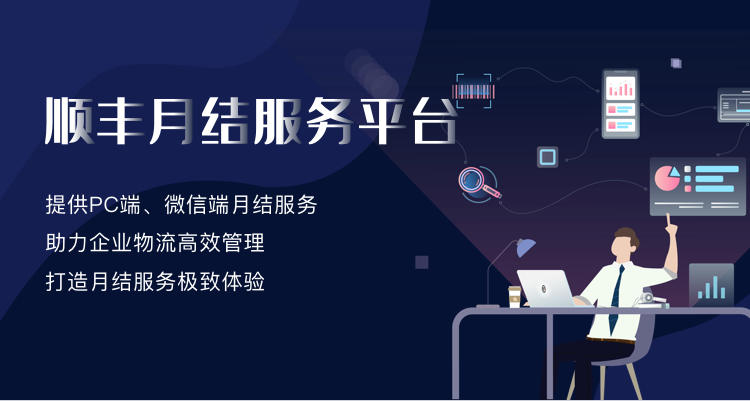 顺丰月结服务平台
提供PC端、微信端月结服务
助力企业物流高效管理
打造月结服务极致体验